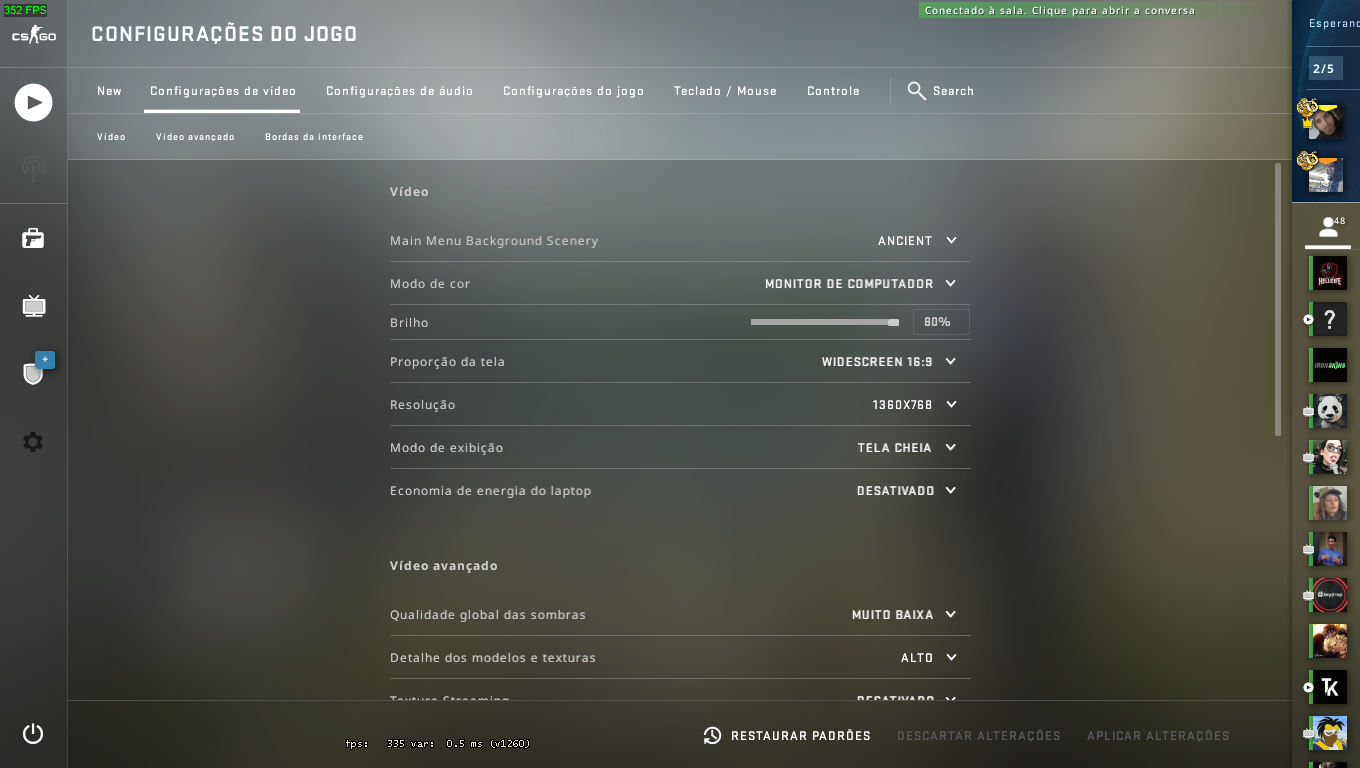 352 FPS
Conectado à sala. Clique para abrir a conversa
CS GO
CONFIGURAÇÕES DO JOGO
Esperand
2/5
New
Configurações de vídeo
Configurações de áudio
Configurações do jogo
Teclado / Mouse
Controle
Search
Vídeo
Vídeo avançado
Bordas da interface
Vídeo
Main Menu Background Scenery ANCIENT
Modo de cor MONITOR DE COMPUTADOR
Brilho 80%
Proporção da tela WIDESCREEN 16:9
Resolução 1360X768
Modo de exibição TELA CHEIA
Economia de energia do laptop DESATIVADO
Vídeo avançado
Qualidade global das sombras MUITO BAIXA
Detalhe dos modelos e texturas ALTO
Texture Streaming DESATIVADO
fps: 335 var: 0.5 ms (v1260)
RESTAURAR PADRÕES
DESCARTAR ALTERAÇÕES
APLICAR ALTERAÇÕES
+
48
HELLCIFE
?
IRONSKINS
keydrop
TK